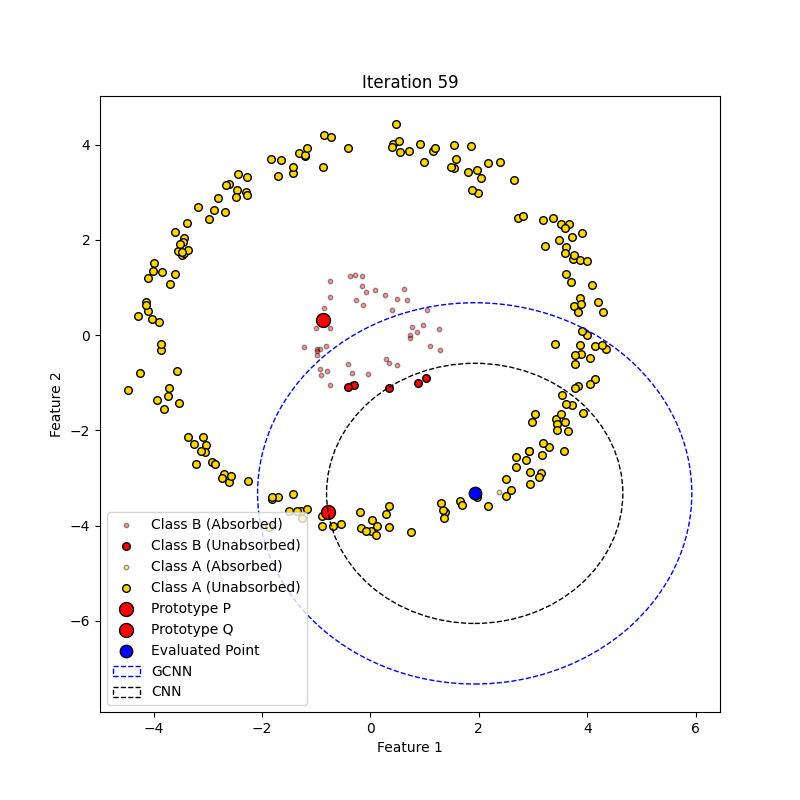 Iteration 59
Feature 2
4
2
0
−2
−4
−6
Class B (Absorbed)
Class B (Unabsorbed)
Class A (Absorbed)
Class A (Unabsorbed)
Prototype P
Prototype Q
Evaluated Point
GCNN
CNN
−4 −2 0 2 4 6
Feature 1